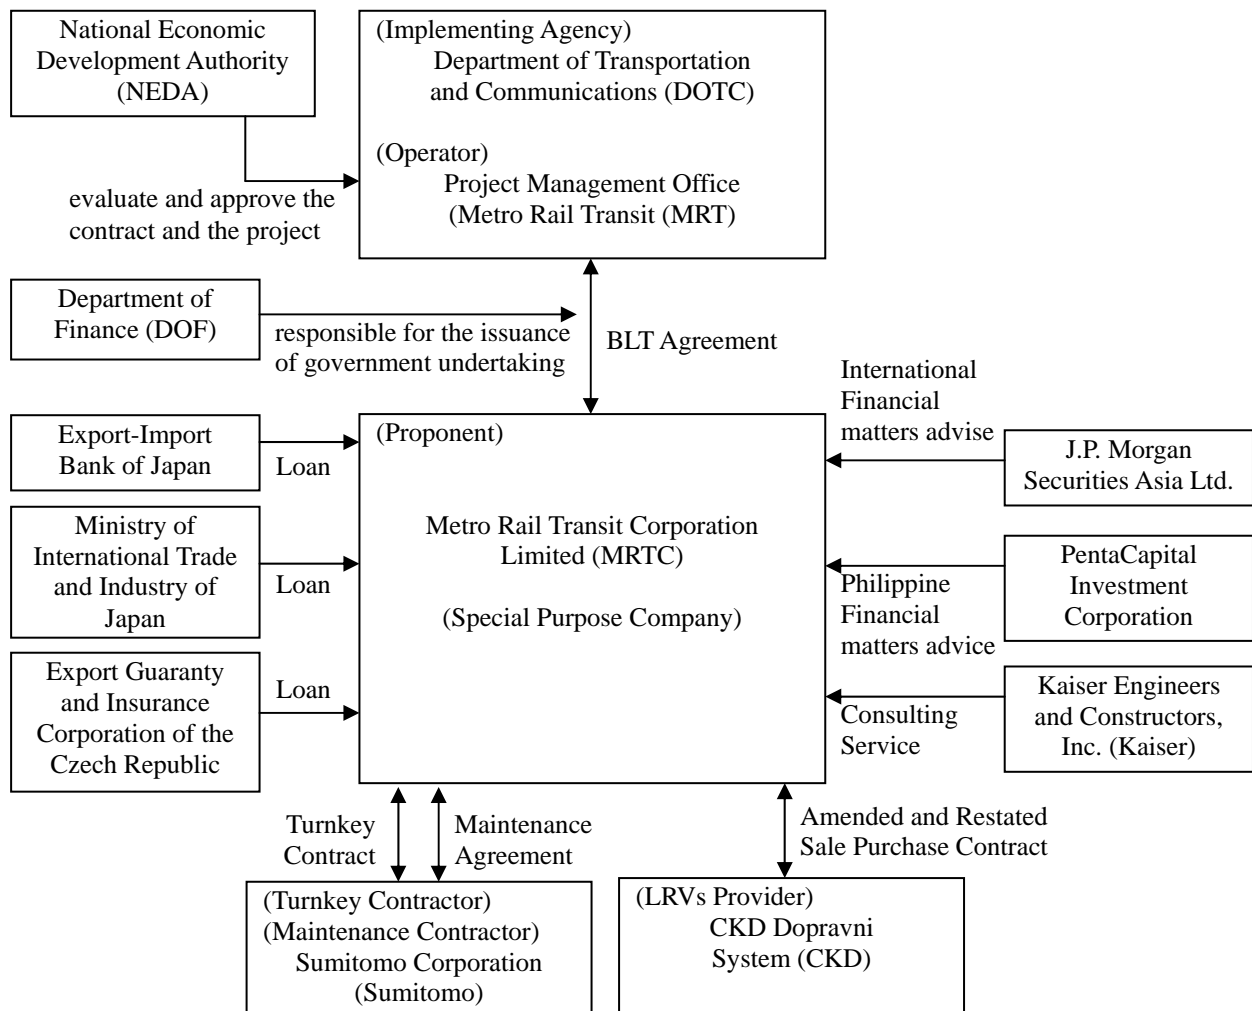 National Economic
Development Authority
(NEDA)
(Implementing Agency)
Department of Transportation
and Communications (DOTC)
(Operator)
Project Management Office
(Metro Rail Transit (MRT)
evaluate and approve the
contract and the project
Department of
Finance (DOF)
responsible for the issuance
of government undertaking
BLT Agreement
International
Financial
matters advise
Export-Import
Bank of Japan
Loan
(Proponent)
J.P. Morgan
Securities Asia Ltd.
Ministry of
International Trade
and Industry of
Japan
Loan
Metro Rail Transit Corporation
Limited (MRTC)
(Special Purpose Company)
PentaCapital
Investment
Corporation
Philippine
Financial
matters advice
Export Guaranty
and Insurance
Corporation of the
Czech Republic
Loan
Kaiser Engineers
and Constructors,
Inc. (Kaiser)
Consulting
Service
Turnkey
Contract
Maintenance
Agreement
Amended and Restated
Sale Purchase Contract
(Turnkey Contractor)
(Maintenance Contractor)
Sumitomo Corporation
(Sumitomo)
(LRVs Provider)
CKD Dopravni
System (CKD)